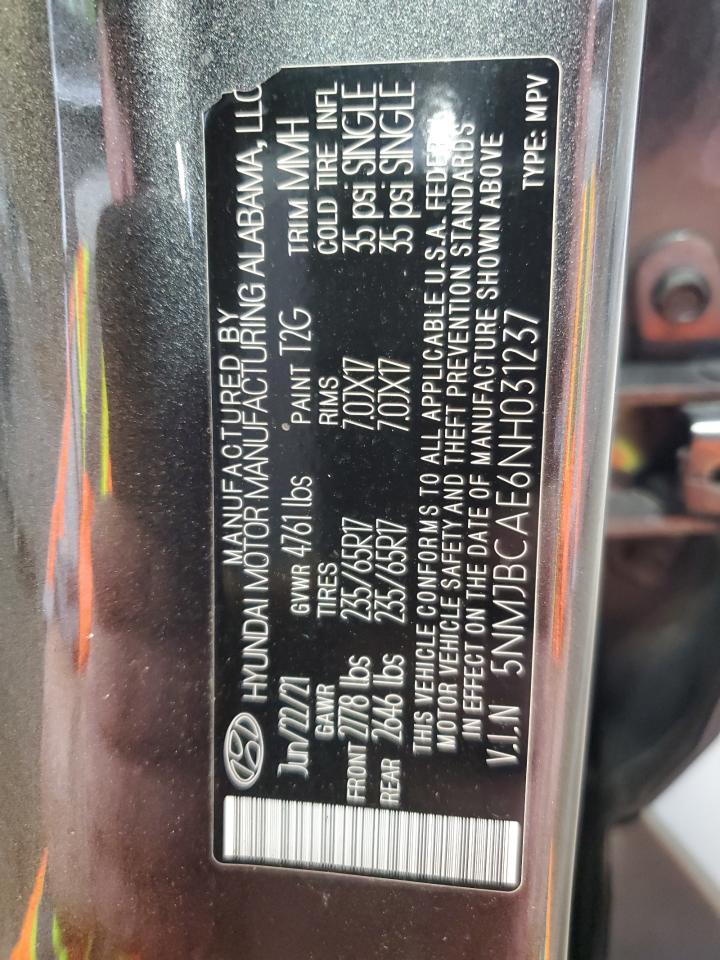 MANUFACTURED BY
HYUNDAI MOTOR MANUFACTURING ALABAMA, LLC
Jun/22/21 GVWR 4761 lbs PAINT T2G TRIM MMH
GAWR TIRES RIMS COLD TIRE INFL
FRONT 2778 lbs 235/65R17 7.0JX17 35 psi SINGLE
REAR 2646 lbs 235/65R17 7.0JX17 35 psi SINGLE
THIS VEHICLE CONFORMS TO ALL APPLICABLE U.S.A. FEDERAL
MOTOR VEHICLE SAFETY AND THEFT PREVENTION STANDARDS
IN EFFECT ON THE DATE OF MANUFACTURE SHOWN ABOVE
V.I.N 5NMJBCAE6NH031237 TYPE: MPV